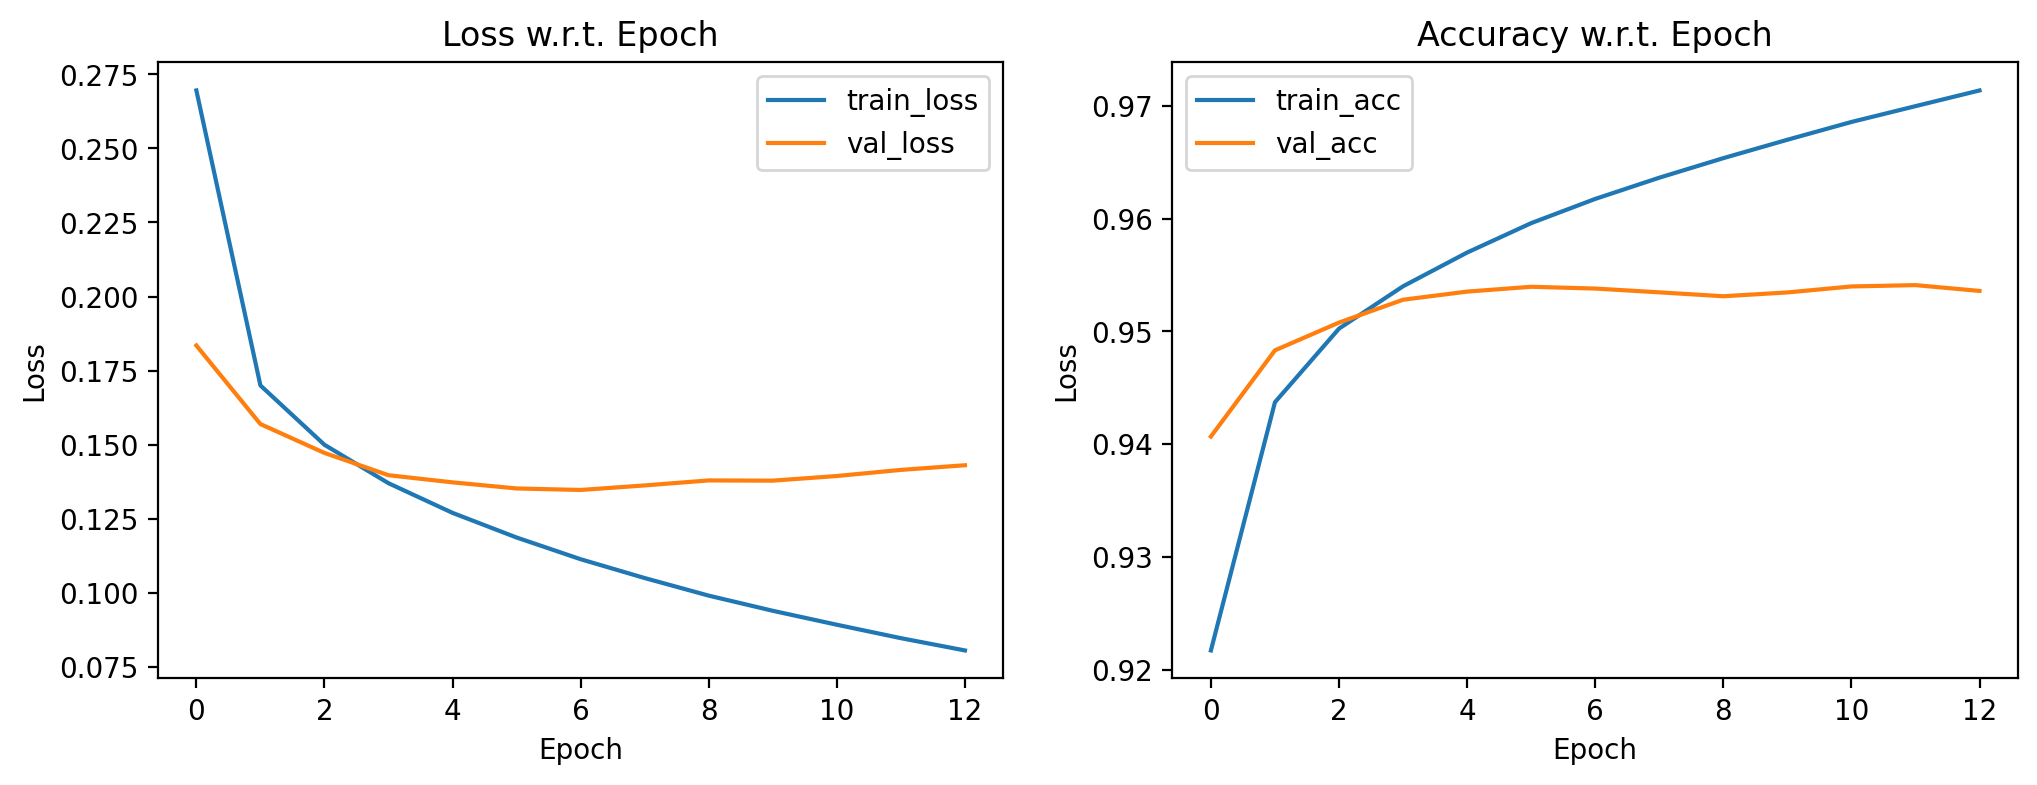 Loss w.r.t. Epoch
0.275
0.250
0.225
0.200
0.175
0.150
0.125
0.100
0.075
Loss
train_loss
val_loss
0 2 4 6 8 10 12
Epoch
Accuracy w.r.t. Epoch
0.97
0.96
0.95
0.94
0.93
0.92
Loss
train_acc
val_acc
0 2 4 6 8 10 12
Epoch